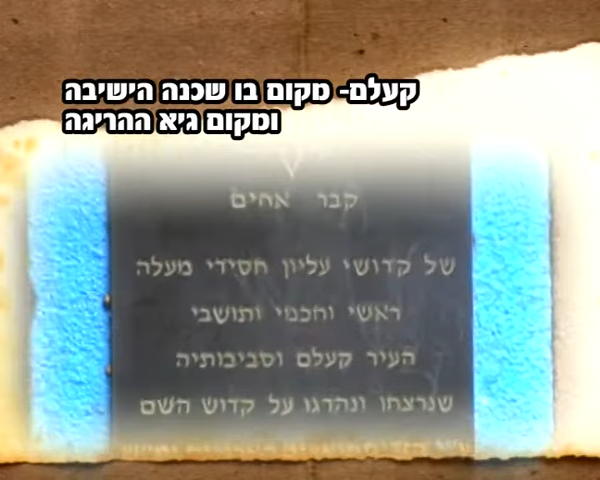 קעלם- מקום בו שכנה הישיבה
ומקום גיא ההריגה
קבר אחים
של קדושי עליון חסידי מעלה
ראשי וחכמי ותושבי
העיר קעלם וסביבותיה
שנרצחו ונהרגו על קדוש השם